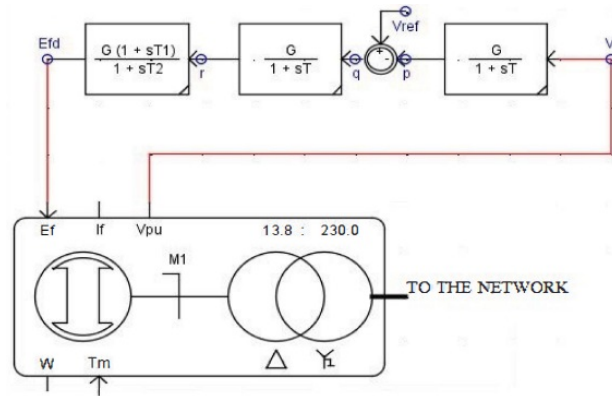 Vref
Efd
G (1 + sT1)
1 + sT2
r
G
1 + sT
q
+
-
p
G
1 + sT
V
Ef
If
Vpu
13.8 : 230.0
M1
TO THE NETWORK
W
Tm
Δ